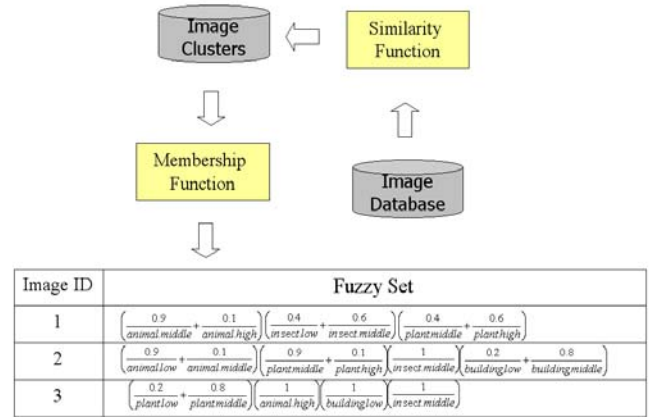 Image
Clusters
Similarity
Function
Membership
Function
Image
Database
Image ID
Fuzzy Set
1
(0.9/animal.middle + 0.1/animal.high)(0.4/insect.low + 0.6/insect.middle)(0.4/plant.middle + 0.6/plant.high)
2
(0.9/animal.low + 0.1/animal.middle)(0.9/plant.middle + 0.1/plant.high)(1/insect.middle)(0.2/building.low + 0.8/building.middle)
3
(0.2/plant.low + 0.8/plant.middle)(1/animal.high)(1/building.low)(1/insect.middle)